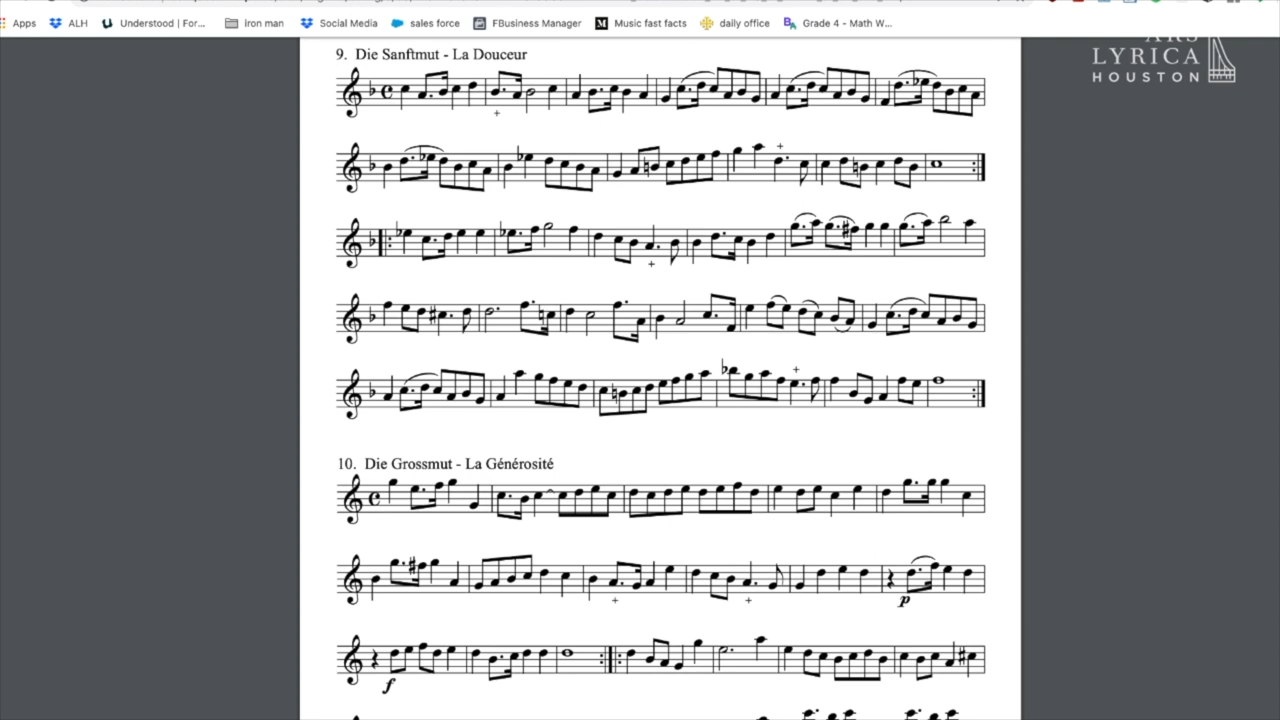 Apps ALH Understood | For... iron man Social Media sales force FBusiness Manager Music fast facts daily office Grade 4 - Math W...
ARS
LYRICA
HOUSTON
9. Die Sanftmut - La Douceur
10. Die Grossmut - La Générosité
p
f